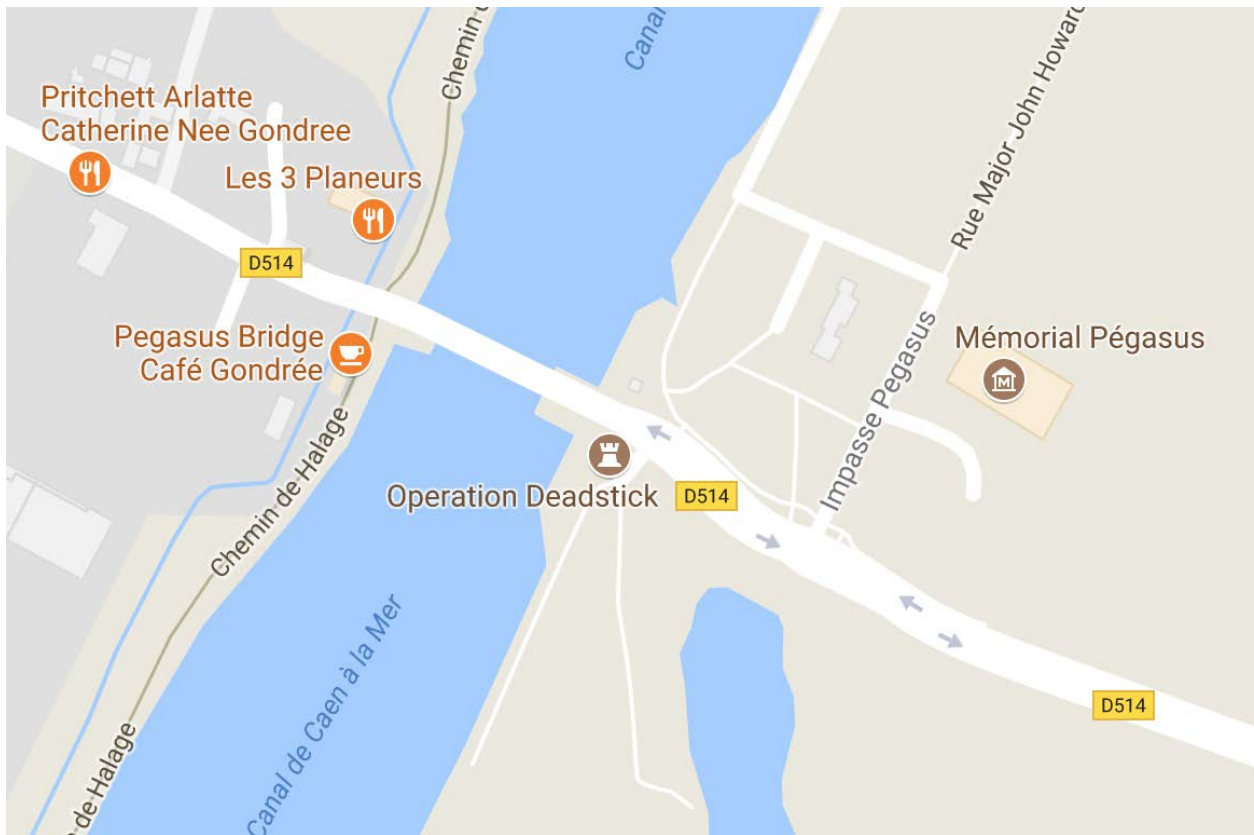 Canal
Chemin d
Pritchett Arlatte
Catherine Nee Gondree
Les 3 Planeurs
Rue Major John Howard
D514
Pegasus Bridge
Café Gondrée
Mémorial Pégasus
M
Impasse Pegasus
Chemin de Halage
Operation Deadstick
D514
Canal de Caen à la Mer
D514
de Halage